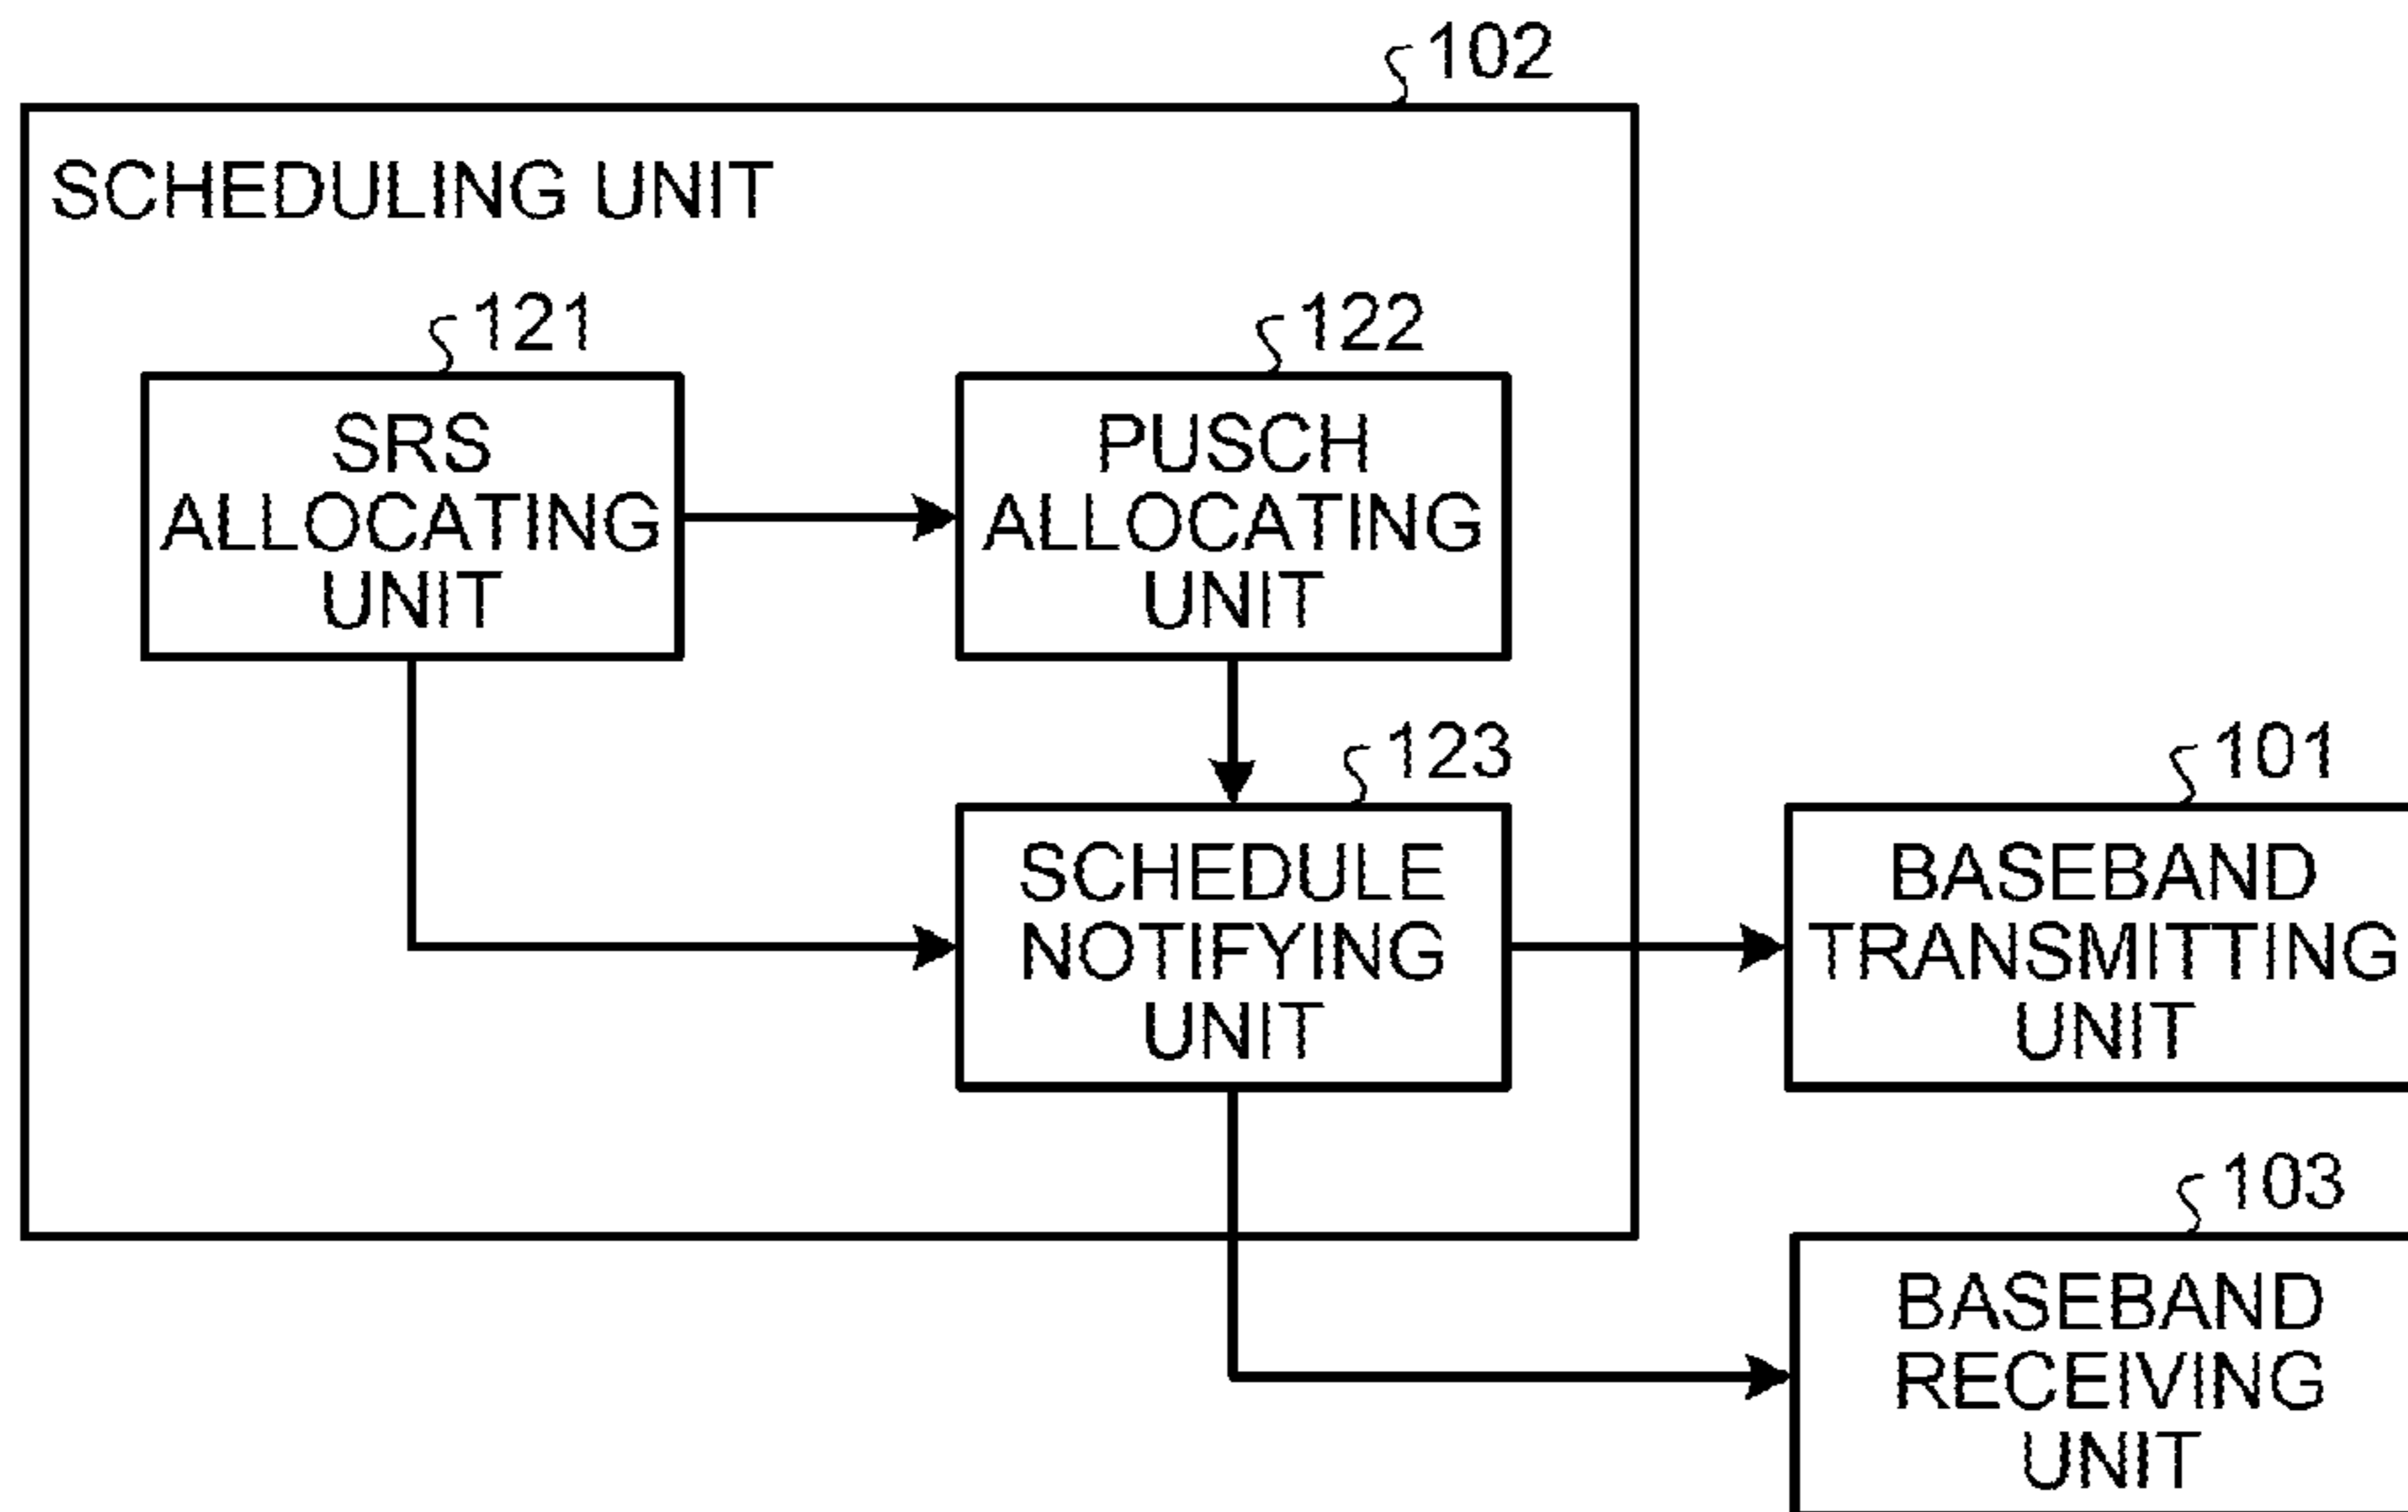 102
SCHEDULING UNIT
121
122
SRS
ALLOCATING
UNIT
PUSCH
ALLOCATING
UNIT
123
101
SCHEDULE
NOTIFYING
UNIT
BASEBAND
TRANSMITTING
UNIT
103
BASEBAND
RECEIVING
UNIT